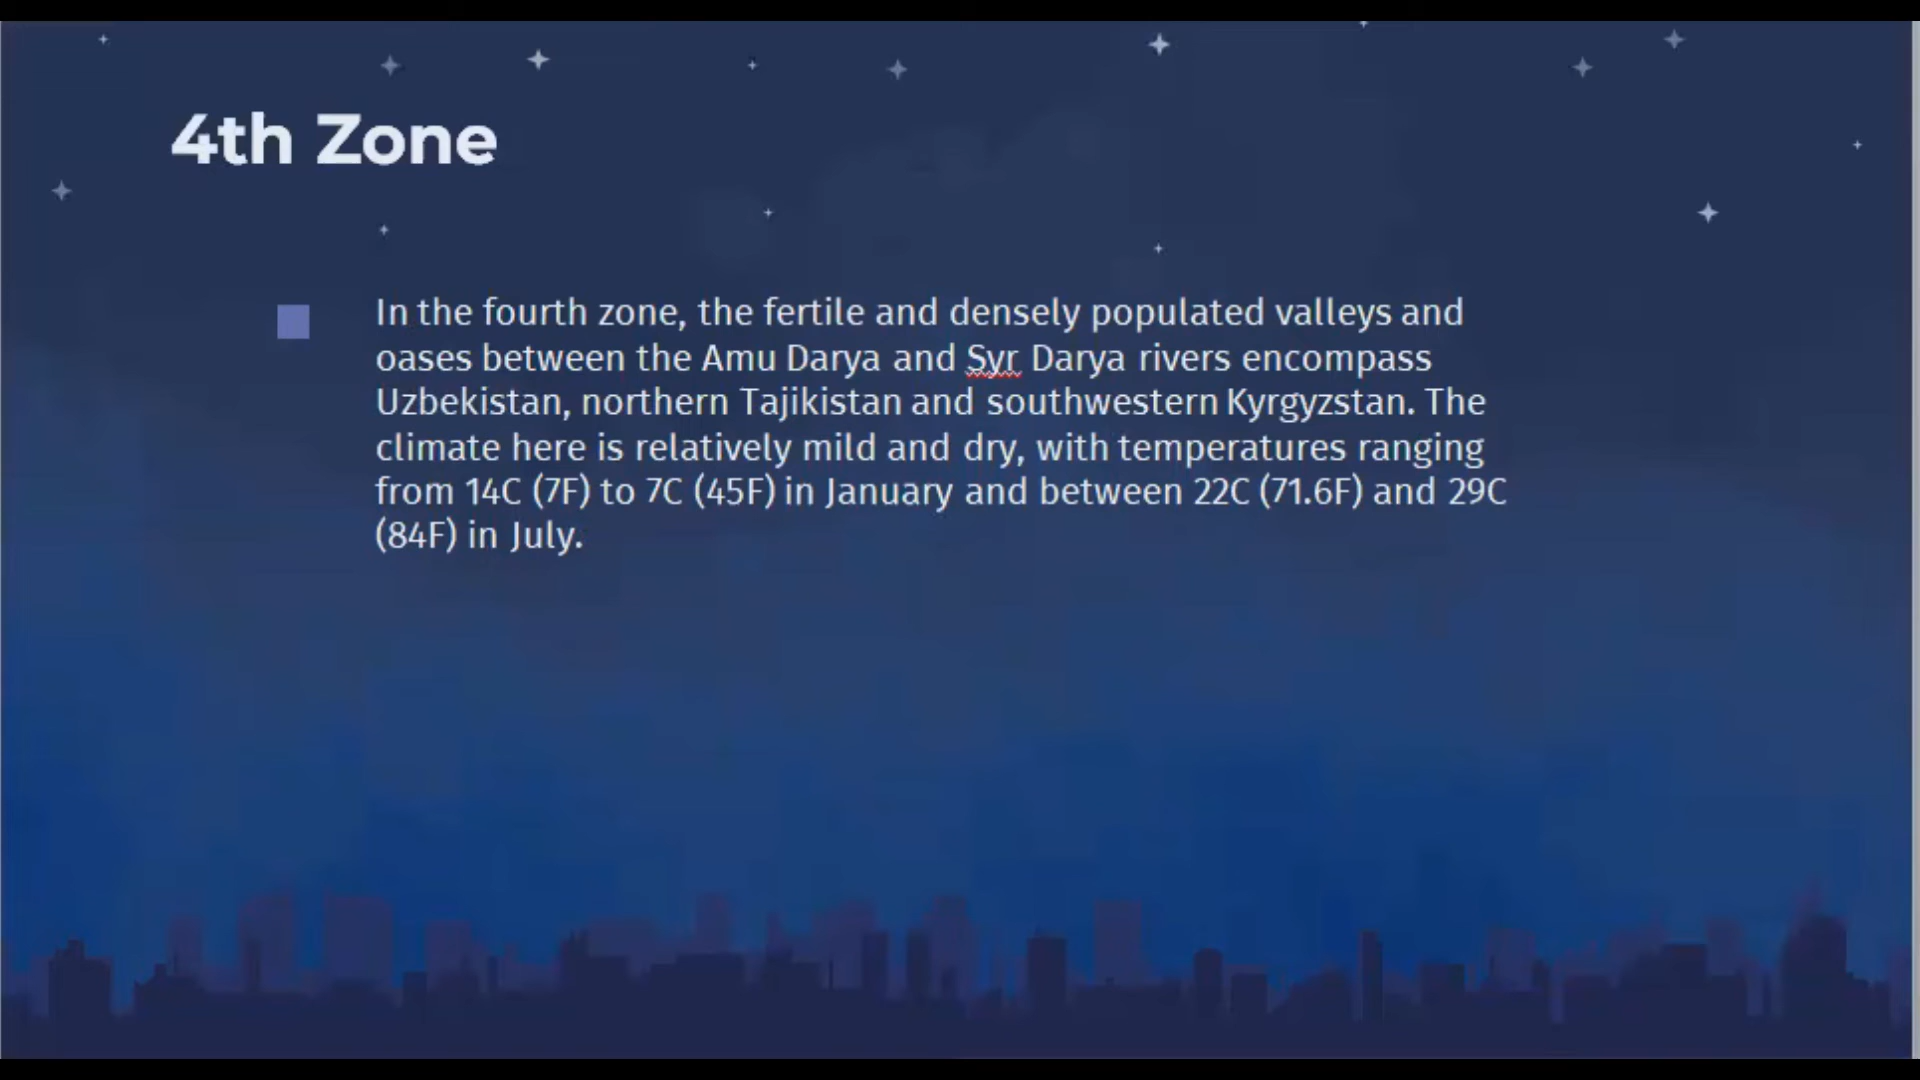 4th Zone
In the fourth zone, the fertile and densely populated valleys and
oases between the Amu Darya and Syr Darya rivers encompass
Uzbekistan, northern Tajikistan and southwestern Kyrgyzstan. The
climate here is relatively mild and dry, with temperatures ranging
from 14C (7F) to 7C (45F) in January and between 22C (71.6F) and 29C
(84F) in July.